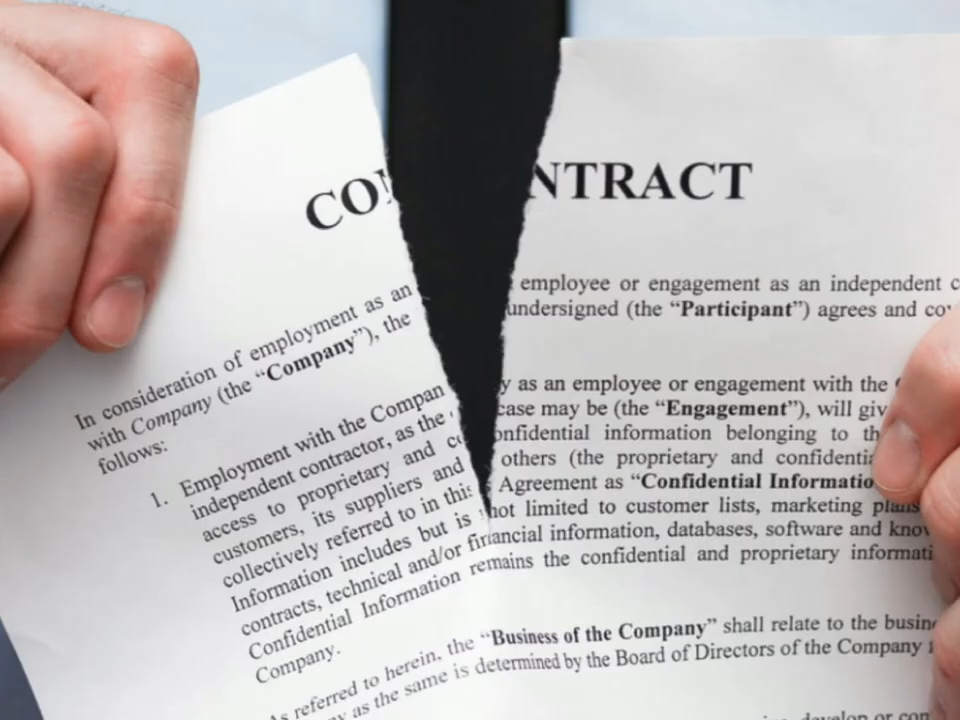 CONTRACT
In consideration of employment as an employee or engagement as an independent
with Company (the “Company”), the undersigned (the “Participant”) agrees and
follows:
1. Employment with the Compan y as an employee or engagement with the
independent contractor, as the case may be (the “Engagement”), will giv
access to proprietary and confidential information belonging to th
customers, its suppliers and others (the proprietary and confidentia
collectively referred to in this Agreement as “Confidential Informatio
Information includes but is not limited to customer lists, marketing plans
contracts, technical and/or financial information, databases, software and know
Confidential Information remains the confidential and proprietary informati
Company.
As referred to herein, the “Business of the Company” shall relate to the busin
as the same is determined by the Board of Directors of the Company
develop or